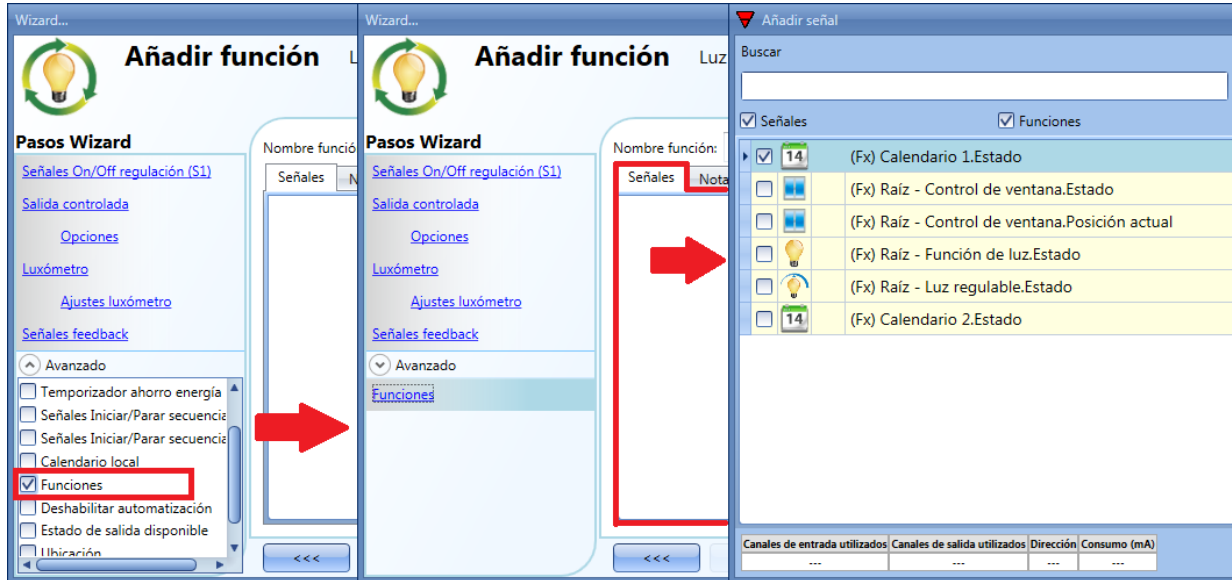 Wizard...
Añadir función L
Pasos Wizard
Señales On/Off regulación (S1)
Salida controlada
Opciones
Luxómetro
Ajustes luxómetro
Señales feedback
Avanzado
Temporizador ahorro energía
Señales Iniciar/Parar secuencia
Señales Iniciar/Parar secuencia
Calendario local
Funciones
Deshabilitar automatización
Estado de salida disponible
Ubicación
Nombre funció
Señales N
<<<
Wizard...
Añadir función Luz
Pasos Wizard
Señales On/Off regulación (S1)
Salida controlada
Opciones
Luxómetro
Ajustes luxómetro
Señales feedback
Avanzado
Funciones
Nombre función:
Señales Nota
<<<
Añadir señal
Buscar
Señales Funciones
14 (Fx) Calendario 1.Estado
(Fx) Raíz - Control de ventana.Estado
(Fx) Raíz - Control de ventana.Posición actual
(Fx) Raíz - Función de luz.Estado
(Fx) Raíz - Luz regulable.Estado
14 (Fx) Calendario 2.Estado
Canales de entrada utilizados Canales de salida utilizados Dirección Consumo (mA)
--- --- --- ---